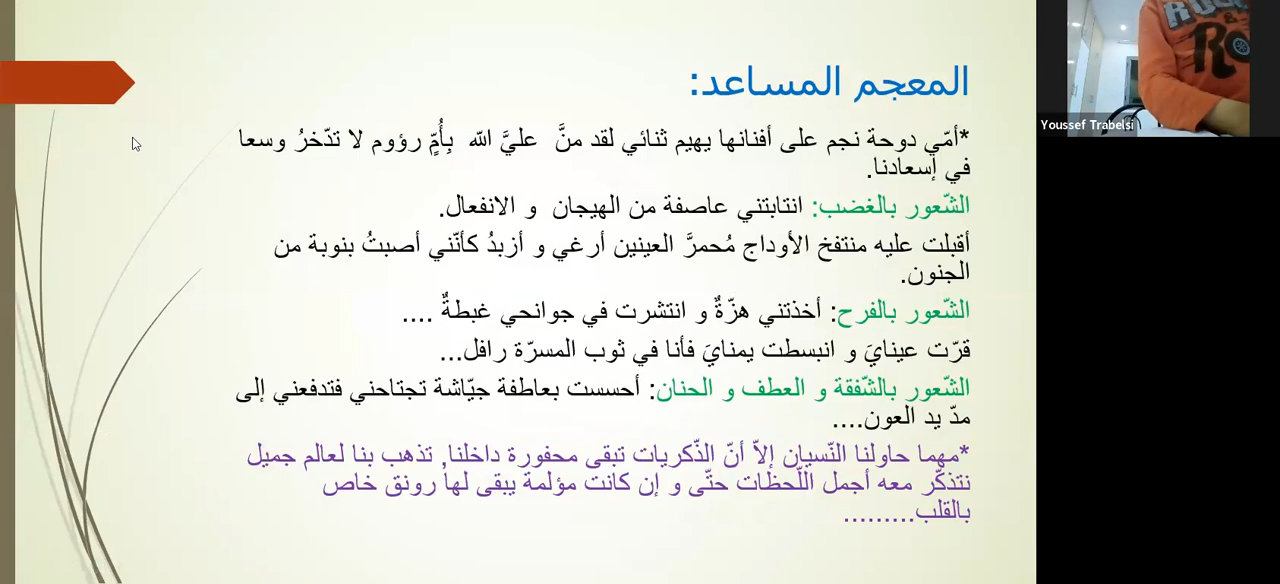 المعجم المساعد:
*أمّي دوحة نجم على أفنانها يهيم ثنائي لقد منَّ عليَّ الله بِأُمٍّ رؤوم لا تدّخرُ وسعا
في إسعادنا.
الشّعور بالغضب: انتابتني عاصفة من الهيجان و الانفعال.
أقبلت عليه منتفخ الأوداج مُحمرَّ العينين أرغي و أزبدُ كأنّني أصبتُ بنوبة من
الجنون.
الشّعور بالفرح: أخذتني هزّةٌ و انتشرت في جوانحي غبطةٌ ....
قرّت عينايَ و انبسطت يمنايَ فأنا في ثوب المسرّة رافل...
الشّعور بالشّفقة و العطف و الحنان: أحسست بعاطفة جيّاشة تجتاحني فتدفعني إلى
مدّ يد العون....
*مهما حاولنا النّسيان إلاّ أنّ الذّكريات تبقى محفورة داخلنا, تذهب بنا لعالم جميل
نتذكّر معه أجمل اللّحظات حتّى و إن كانت مؤلمة يبقى لها رونق خاص
بالقلب.........
Youssef Trabelsi